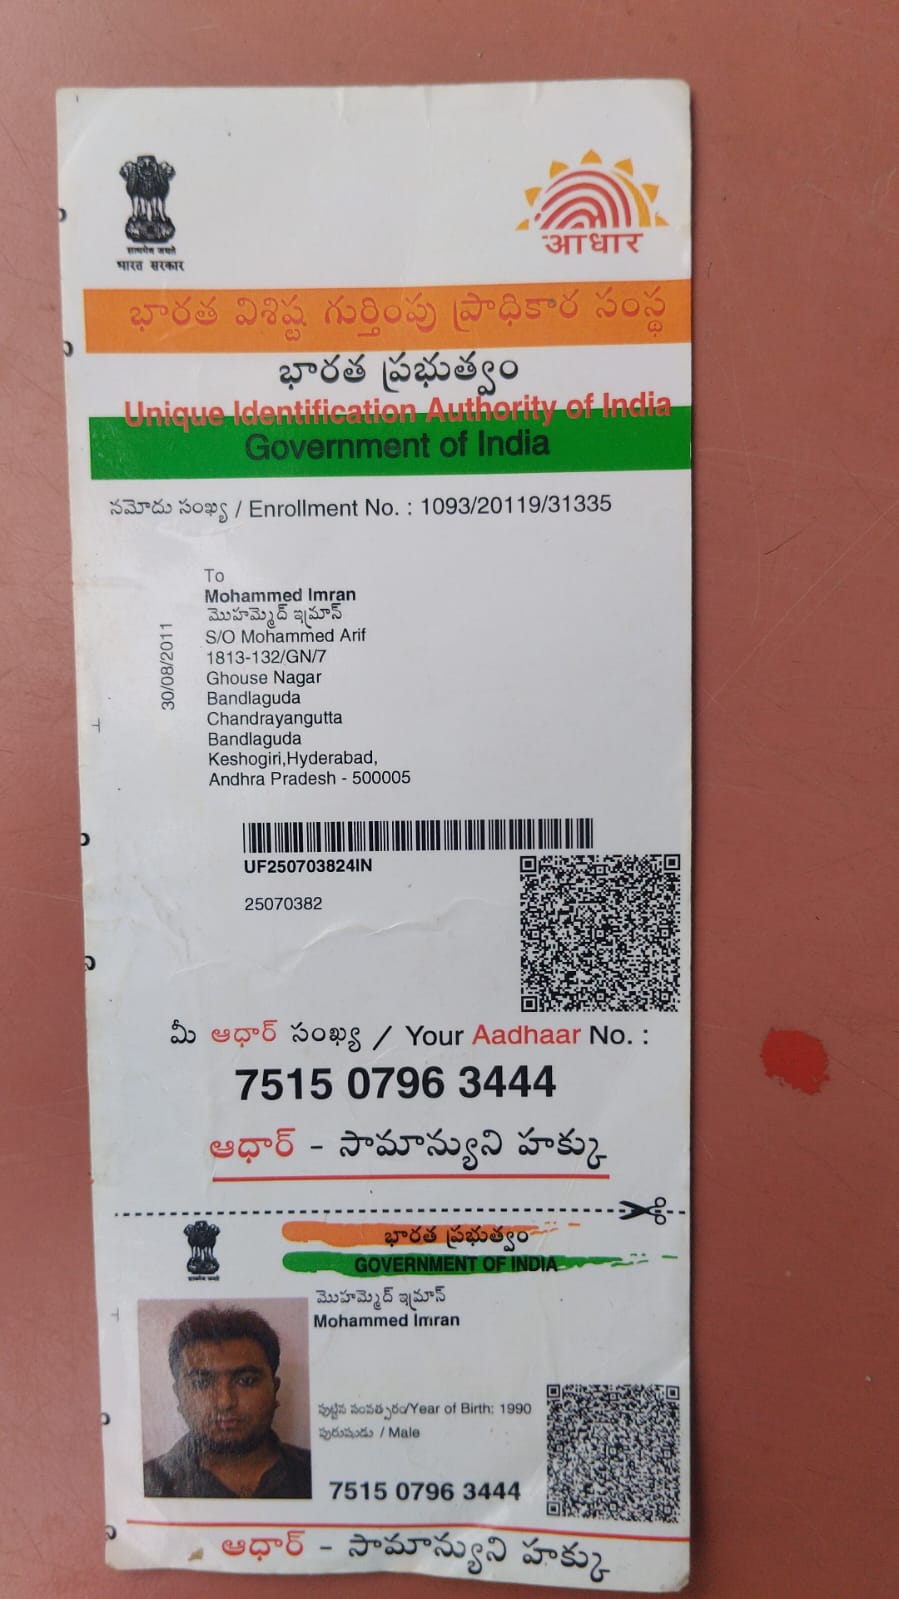 सत्यमेव जयते
भारत सरकार
आधार
భారత విశిష్ట గుర్తింపు ప్రాధికార సంస్థ
భారత ప్రభుత్వం
Unique Identification Authority of India
Government of India
నమోదు సంఖ్య / Enrollment No. : 1093/20119/31335
30/08/2011
To
Mohammed Imran
మొహమ్మెద్ ఇమ్రాన్
S/O Mohammed Arif
1813-132/GN/7
Ghouse Nagar
Bandlaguda
Chandrayangutta
Bandlaguda
Keshogiri,Hyderabad,
Andhra Pradesh - 500005
UF250703824IN
25070382
మీ ఆధార్ సంఖ్య / Your Aadhaar No. :
7515 0796 3444
ఆధార్ - సామాన్యుని హక్కు
భారత ప్రభుత్వం
GOVERNMENT OF INDIA
మొహమ్మెద్ ఇమ్రాన్
Mohammed Imran
పుట్టిన సంవత్సరం/Year of Birth: 1990
పురుషుడు / Male
7515 0796 3444
ఆధార్ - సామాన్యుని హక్కు